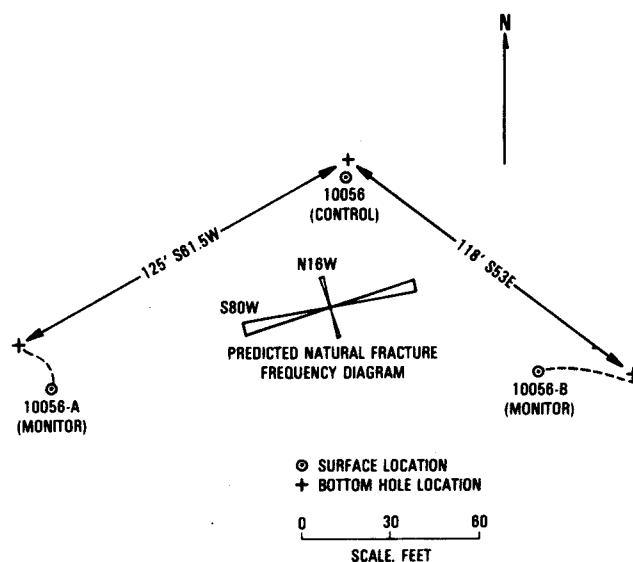 N
10056
(CONTROL)
125' S61.5W
118' S53E
N16W
S80W
PREDICTED NATURAL FRACTURE
FREQUENCY DIAGRAM
10056-A
(MONITOR)
10056-B
(MONITOR)
SURFACE LOCATION
BOTTOM HOLE LOCATION
0 30 60
SCALE, FEET